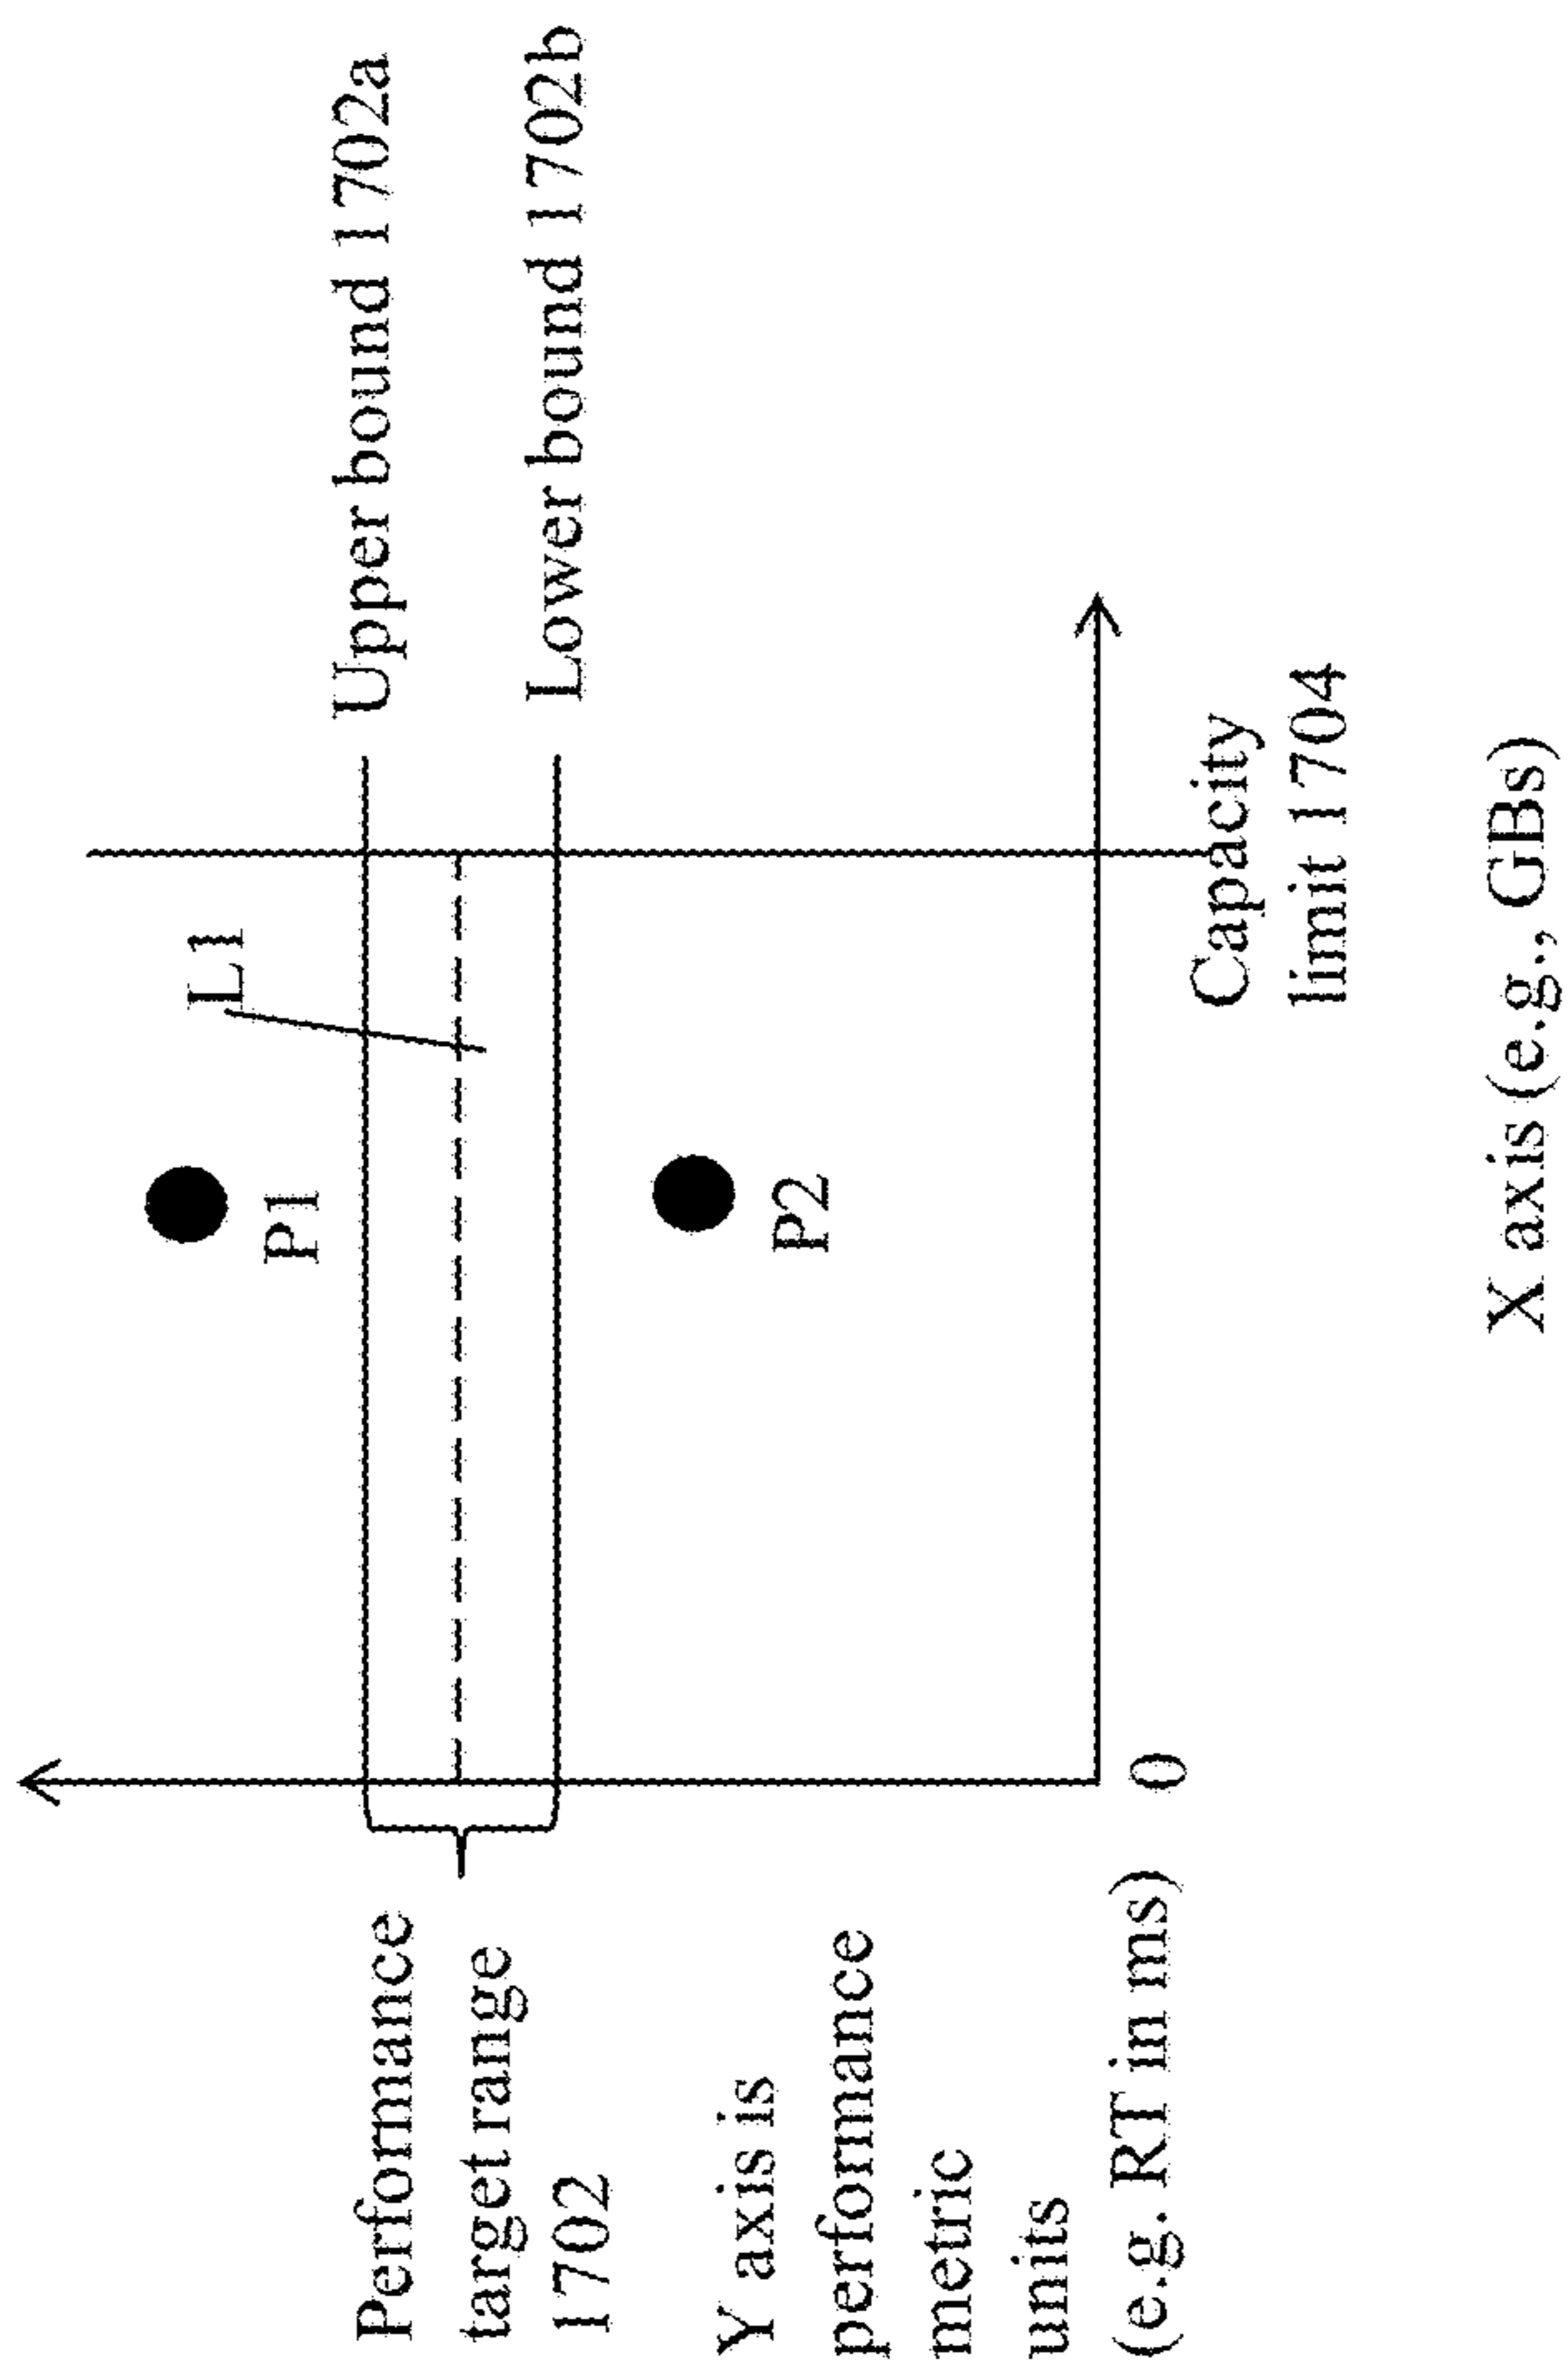 L1
P1
Upper bound 1702a
Performance
target range
1702
Lower bound 1702b
P2
Y axis is
performance
metric
units
(e.g. RT in ms)
0
Capacity
limit 1704
X axis (e.g., GBs)